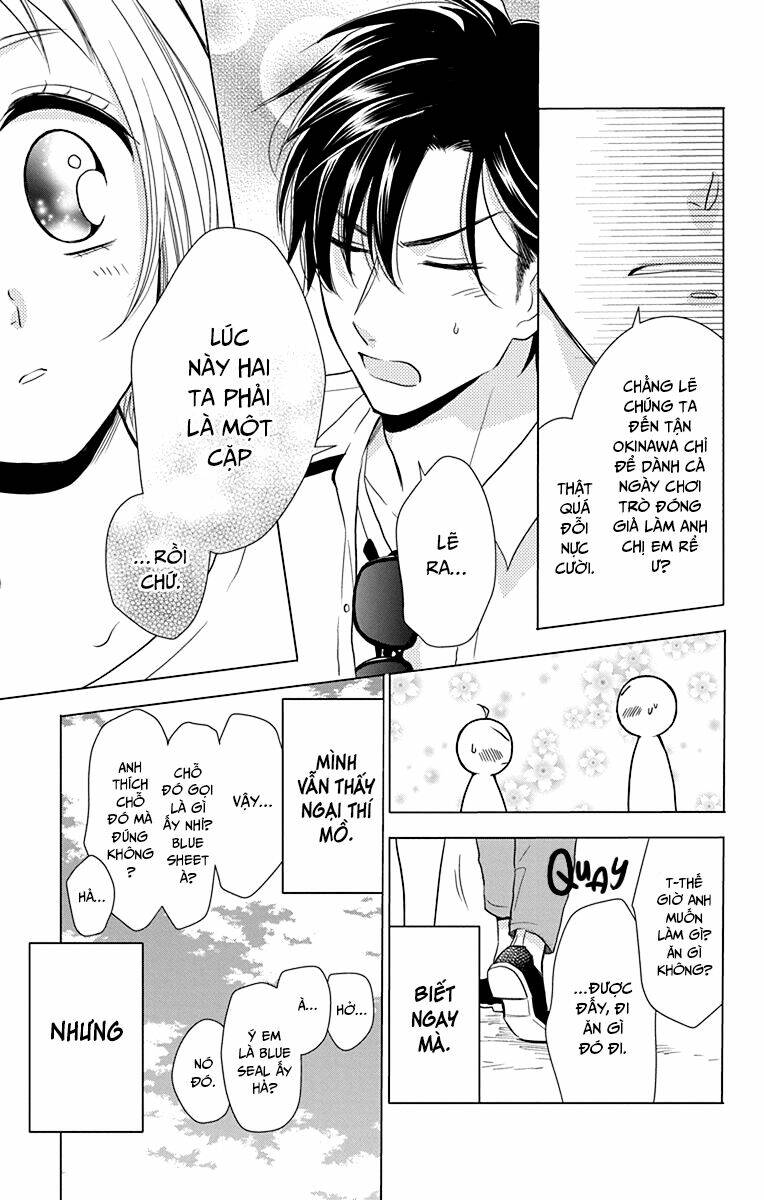 CHẲNG LẼ
CHÚNG TA
ĐẾN TẬN
OKINAWA CHỈ
ĐỂ DÀNH CẢ
NGÀY CHƠI
TRÒ ĐÓNG
GIẢ LÀM ANH
CHỊ EM RỂ
Ư?
THẬT
QUÁ
ĐỖI
NỰC
CƯỜI.
LẼ
RA...
LÚC
NÀY HAI
TA PHẢI
LÀ MỘT
CẶP
...RỒI
CHỨ.
T-THẾ
GIỜ ANH
MUỐN
LÀM GÌ?
ĂN GÌ
KHÔNG?
QUAY
...ĐƯỢC
ĐẤY, ĐI
ĂN GÌ
ĐÓ ĐI.
BIẾT
NGAY
MÀ.
MÌNH
VẪN THẤY
NGẠI THÍ
MỒ.
VẬY...
CHỖ
ĐÓ GỌI
LÀ GÌ
ẤY NHỈ?
BLUE
SHEET
À?
ANH
THÍCH
CHỖ
ĐÓ MÀ
ĐÚNG
KHÔNG
?
HẢ...
HỞ...
À...
Ý EM
LÀ BLUE
SEAL ẤY
HẢ?
NÓ
ĐÓ.
NHƯNG